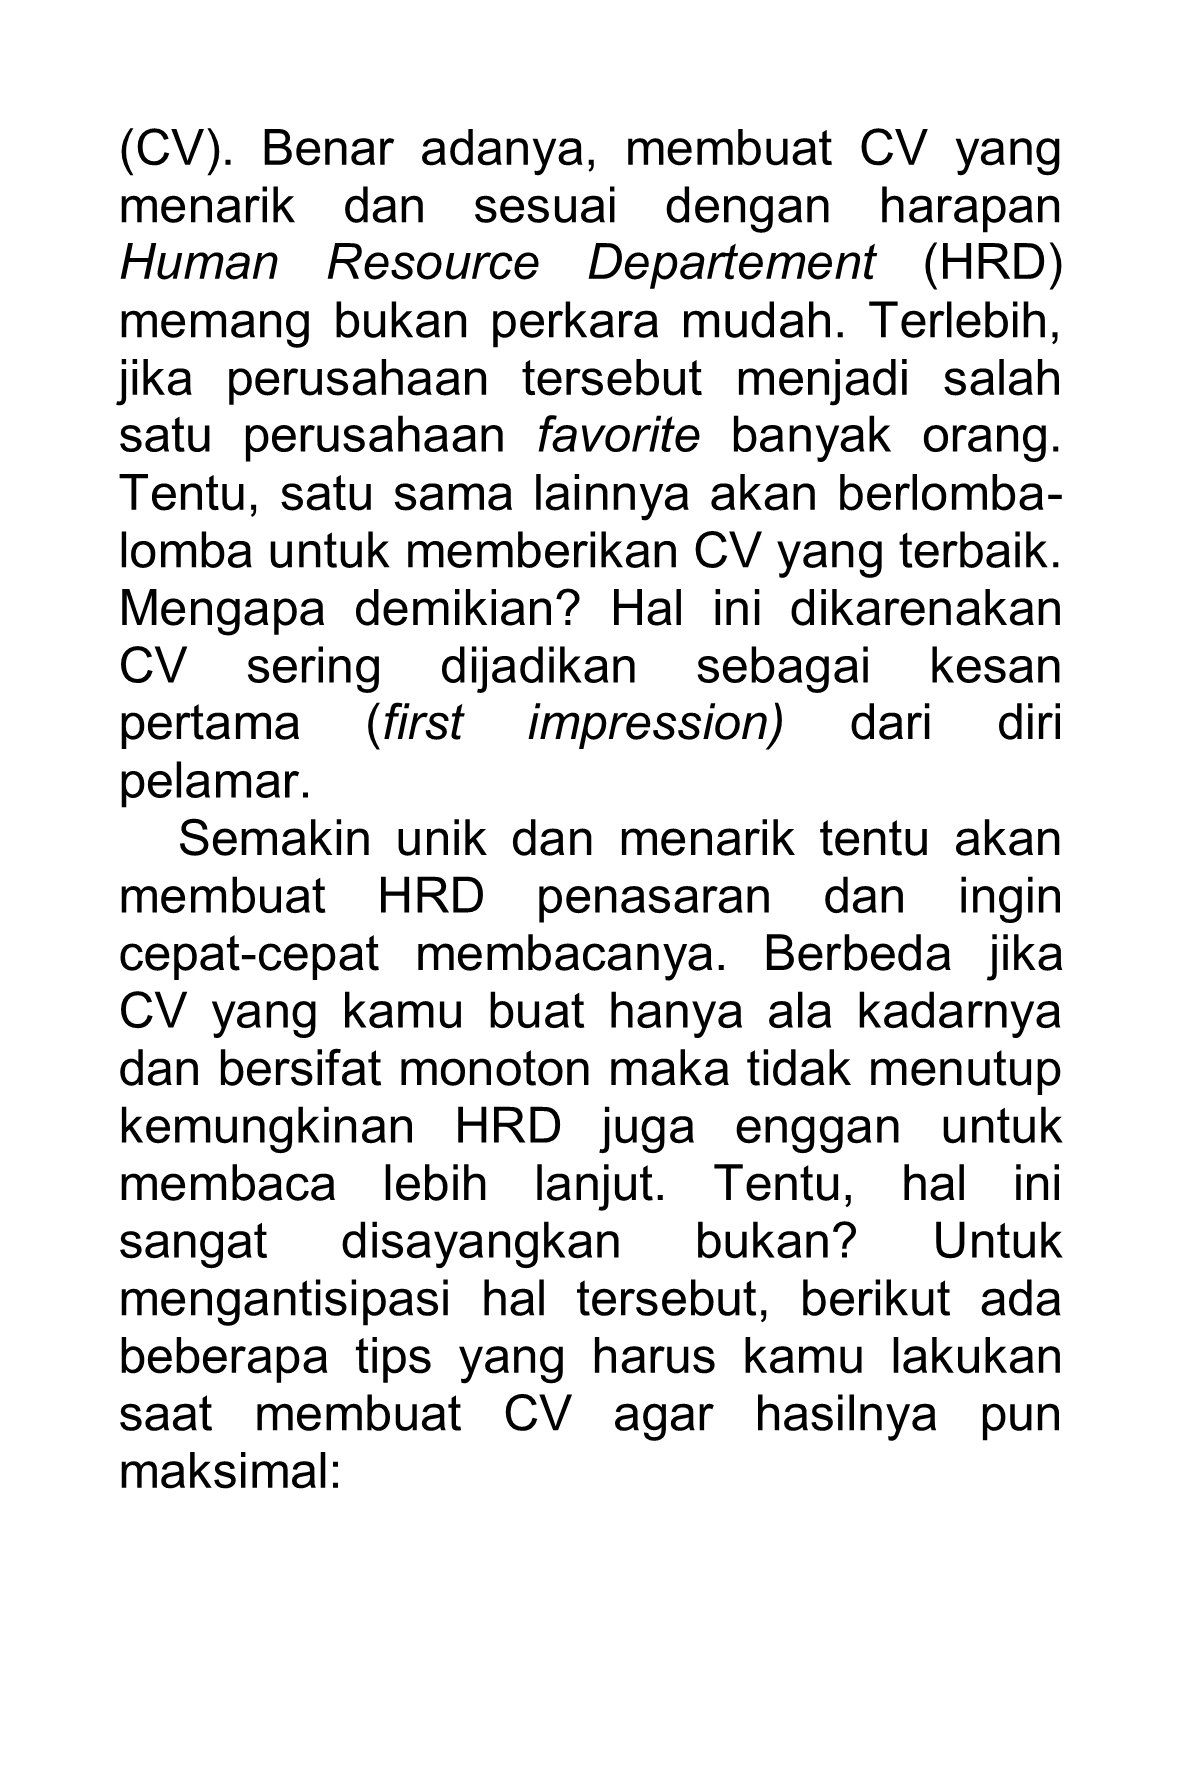 (CV). Benar adanya, membuat CV yang
menarik dan sesuai dengan harapan
Human Resource Departement (HRD)
memang bukan perkara mudah. Terlebih,
jika perusahaan tersebut menjadi salah
satu perusahaan favorite banyak orang.
Tentu, satu sama lainnya akan berlomba-
lomba untuk memberikan CV yang terbaik.
Mengapa demikian? Hal ini dikarenakan
CV sering dijadikan sebagai kesan
pertama (first impression) dari diri
pelamar.
Semakin unik dan menarik tentu akan
membuat HRD penasaran dan ingin
cepat-cepat membacanya. Berbeda jika
CV yang kamu buat hanya ala kadarnya
dan bersifat monoton maka tidak menutup
kemungkinan HRD juga enggan untuk
membaca lebih lanjut. Tentu, hal ini
sangat disayangkan bukan? Untuk
mengantisipasi hal tersebut, berikut ada
beberapa tips yang harus kamu lakukan
saat membuat CV agar hasilnya pun
maksimal: